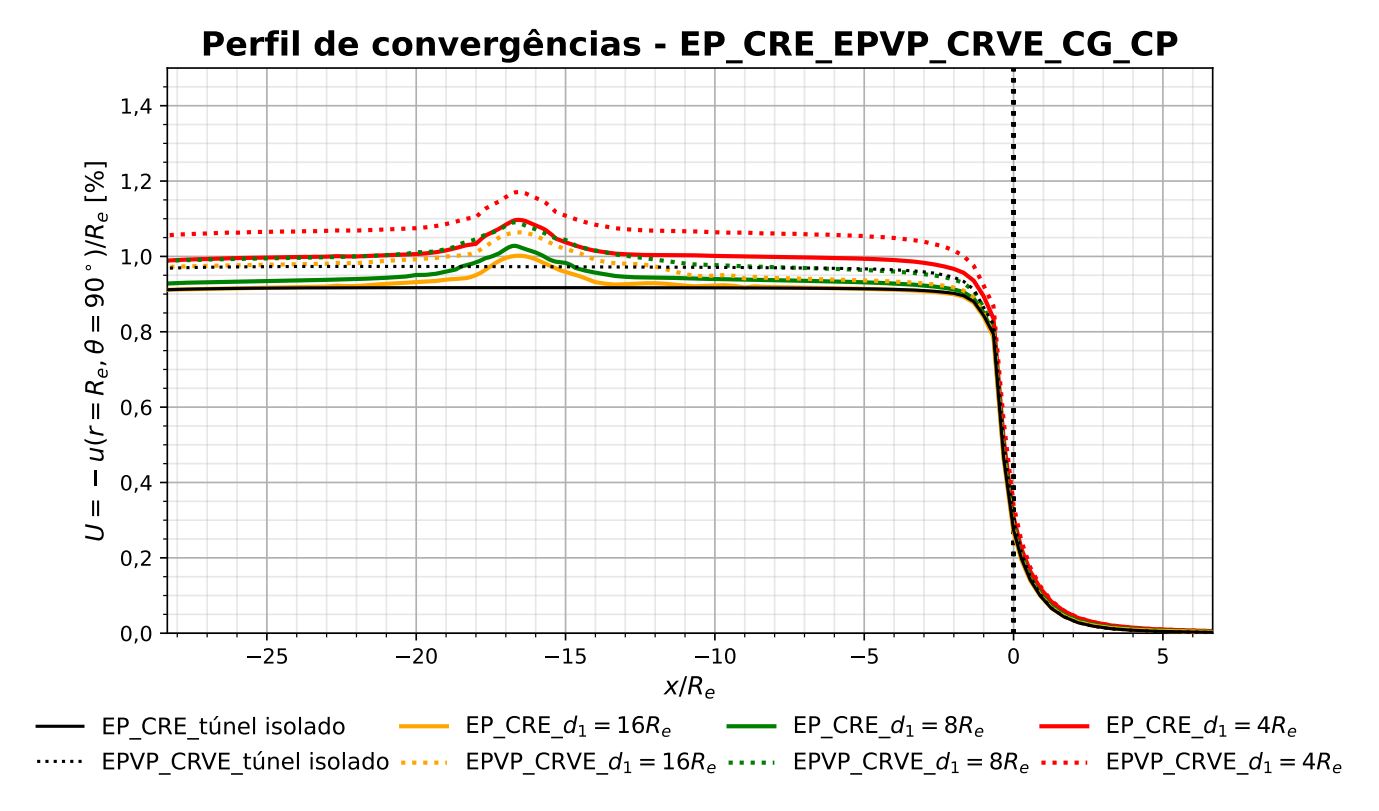 Perfil de convergências - EP_CRE_EPVP_CRVE_CG_CP
U = − u(r = Rₑ, θ = 90°)/Rₑ [%]
1,4
1,2
1,0
0,8
0,6
0,4
0,2
0,0
−25 −20 −15 −10 −5 0 5
x/Rₑ
EP_CRE_túnel isolado EP_CRE_d₁ = 16Rₑ EP_CRE_d₁ = 8Rₑ EP_CRE_d₁ = 4Rₑ
EPVP_CRVE_túnel isolado EPVP_CRVE_d₁ = 16Rₑ EPVP_CRVE_d₁ = 8Rₑ EPVP_CRVE_d₁ = 4Rₑ